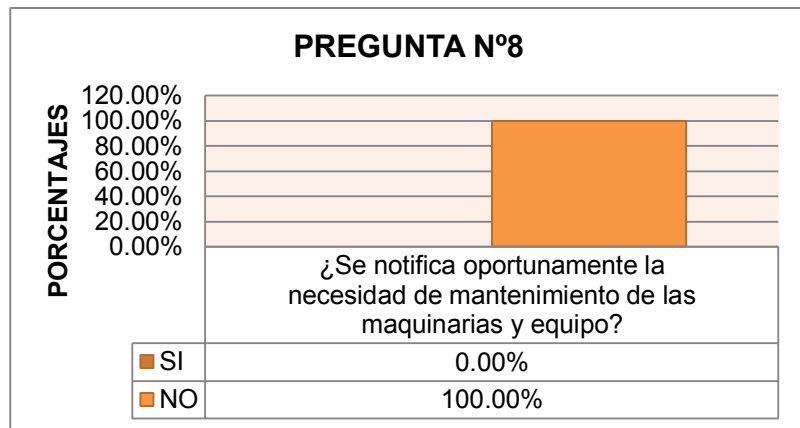 PREGUNTA Nº8
PORCENTAJES
120.00%
100.00%
80.00%
60.00%
40.00%
20.00%
0.00%
¿Se notifica oportunamente la
necesidad de mantenimiento de las
maquinarias y equipo?
SI 0.00%
NO 100.00%